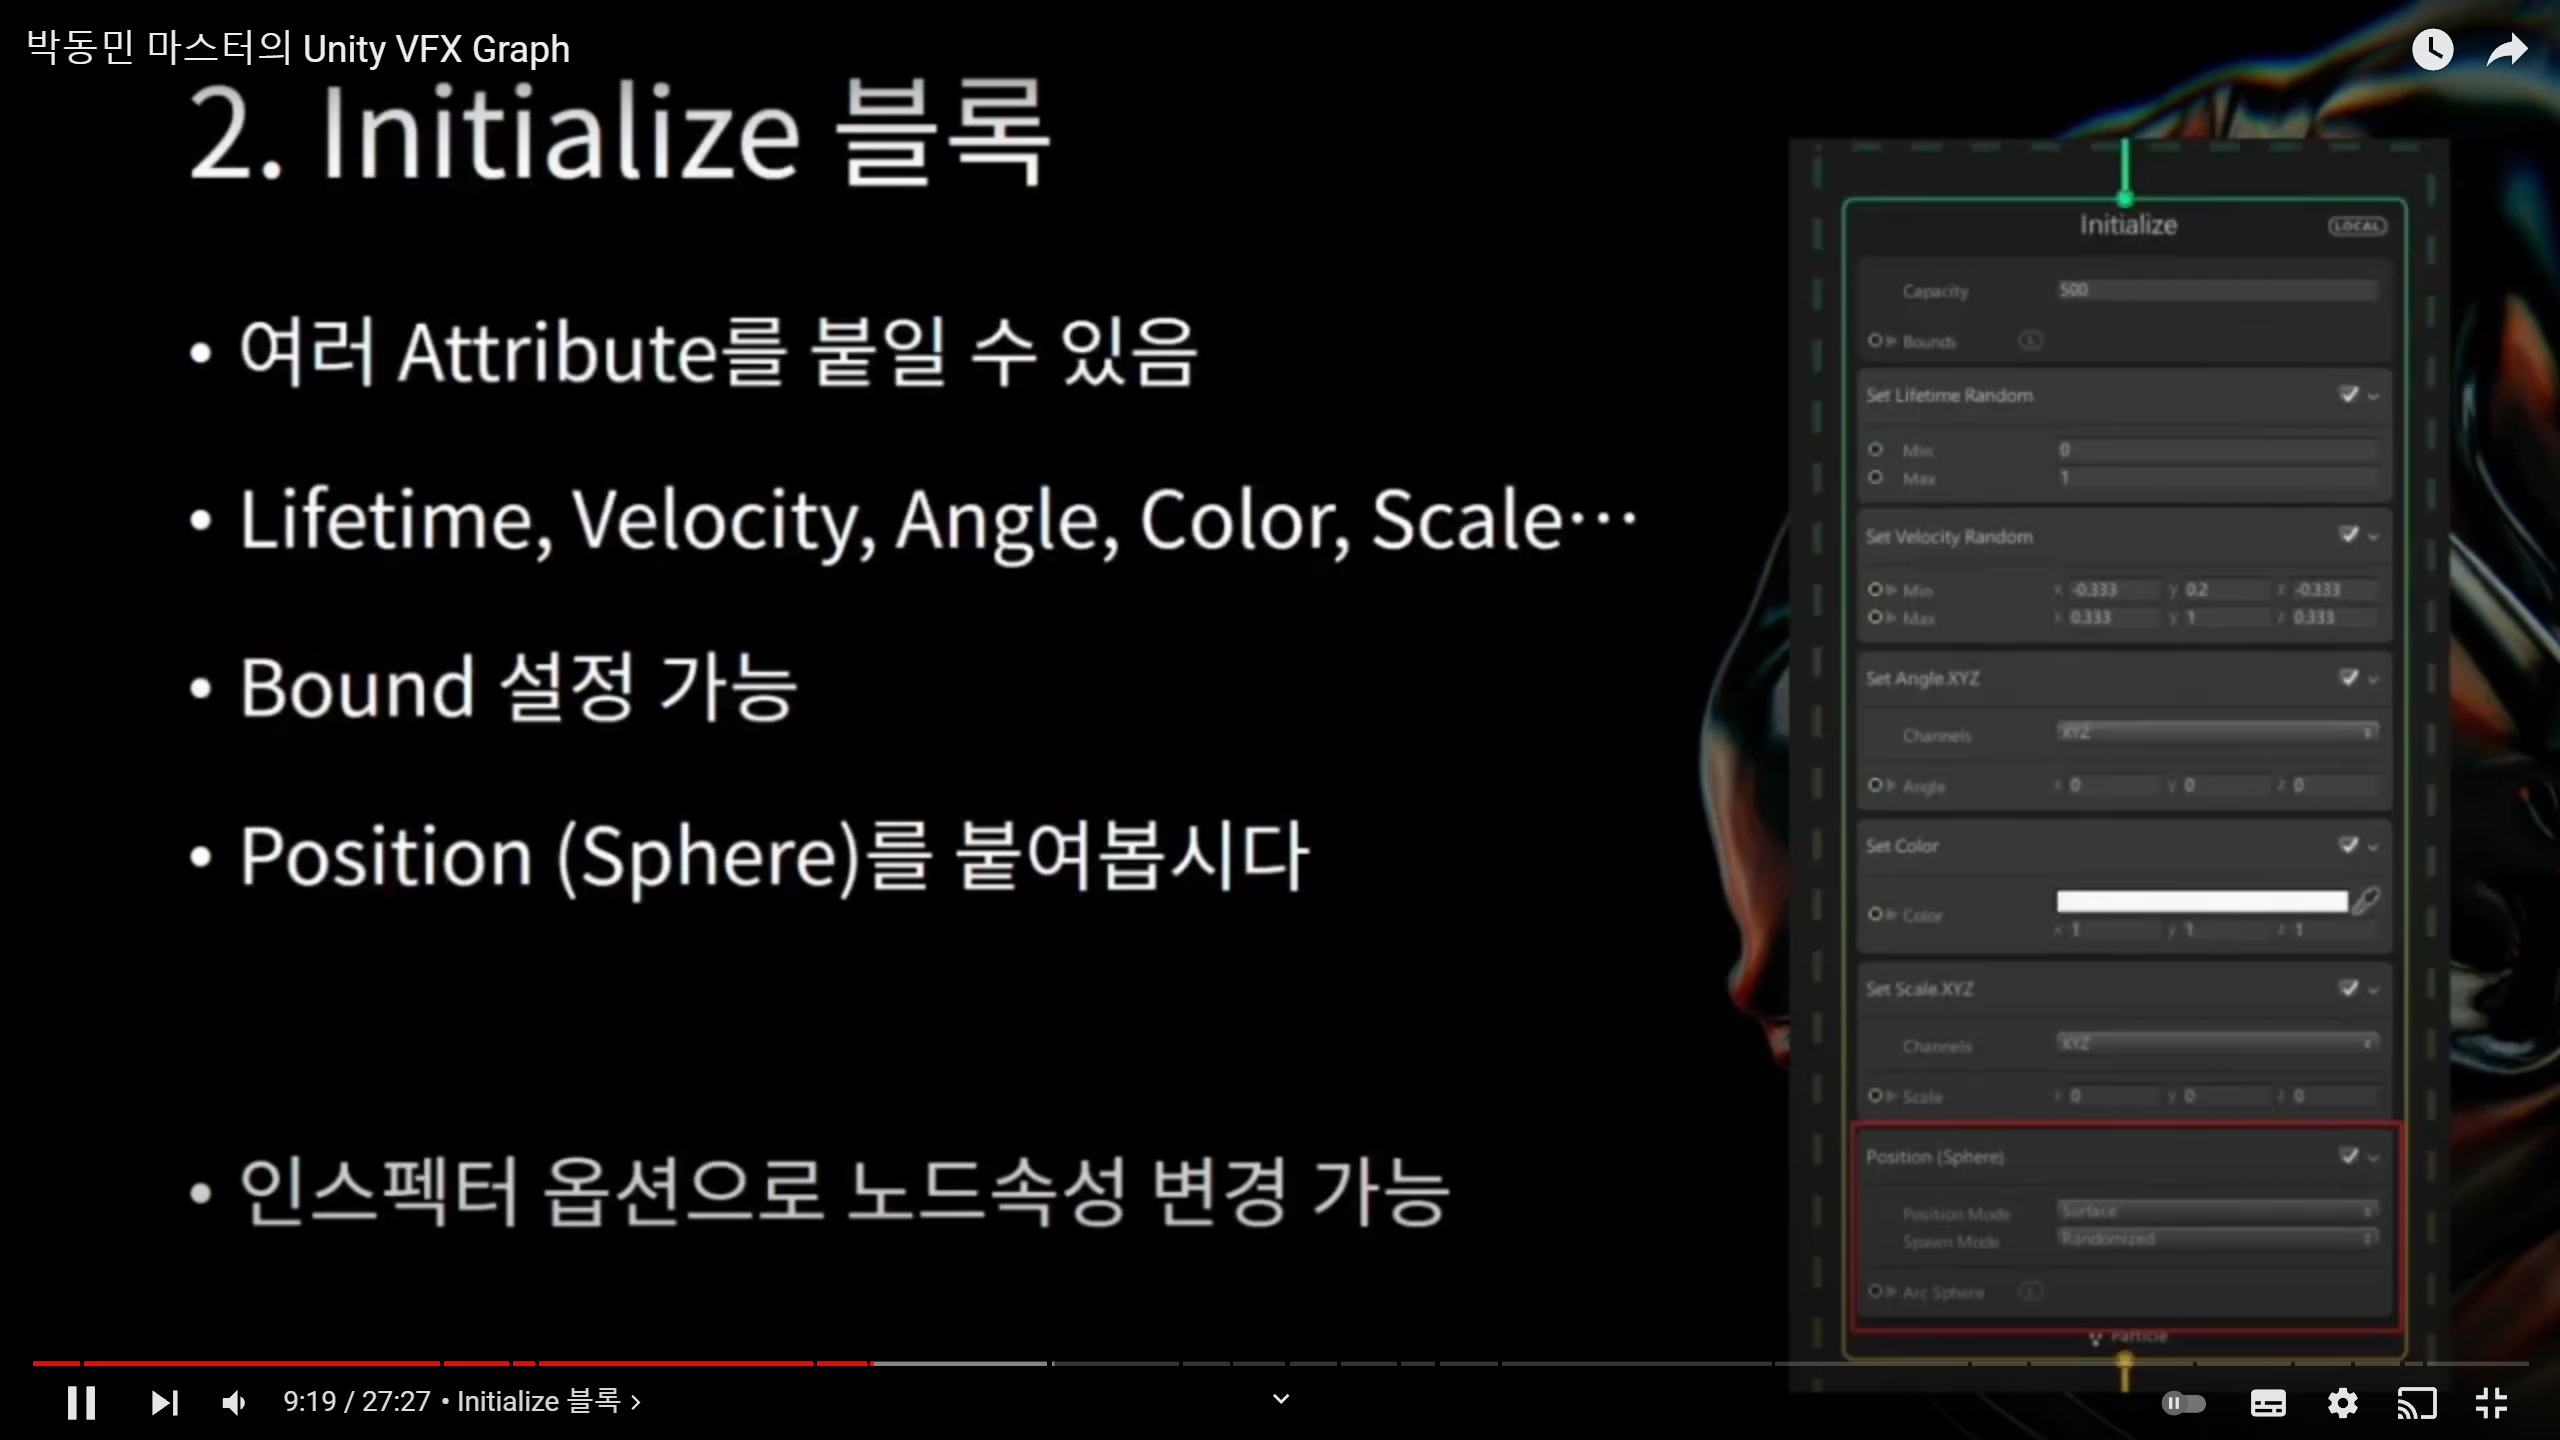 박동민 마스터의 Unity VFX Graph
2. Initialize 블록
• 여러 Attribute를 붙일 수 있음
• Lifetime, Velocity, Angle, Color, Scale…
• Bound 설정 가능
• Position (Sphere)를 붙여봅시다
• 인스펙터 옵션으로 노드속성 변경 가능
Initialize LOCAL
Capacity 500
Bounds L
Set Lifetime Random
Min 0
Max 1
Set Velocity Random
Min x -0.333 y 0.2 z -0.333
Max x 0.333 y 1 z 0.333
Set Angle.XYZ
Channels XYZ
Angle x 0 y 0 z 0
Set Color
Color
x 1 y 1 z 1
Set Scale.XYZ
Channels XYZ
Scale x 0 y 0 z 0
Position (Sphere)
Position Mode Surface
Spawn Mode Randomized
Arc Sphere L
Particle
9:19 / 27:27 • Initialize 블록 ›